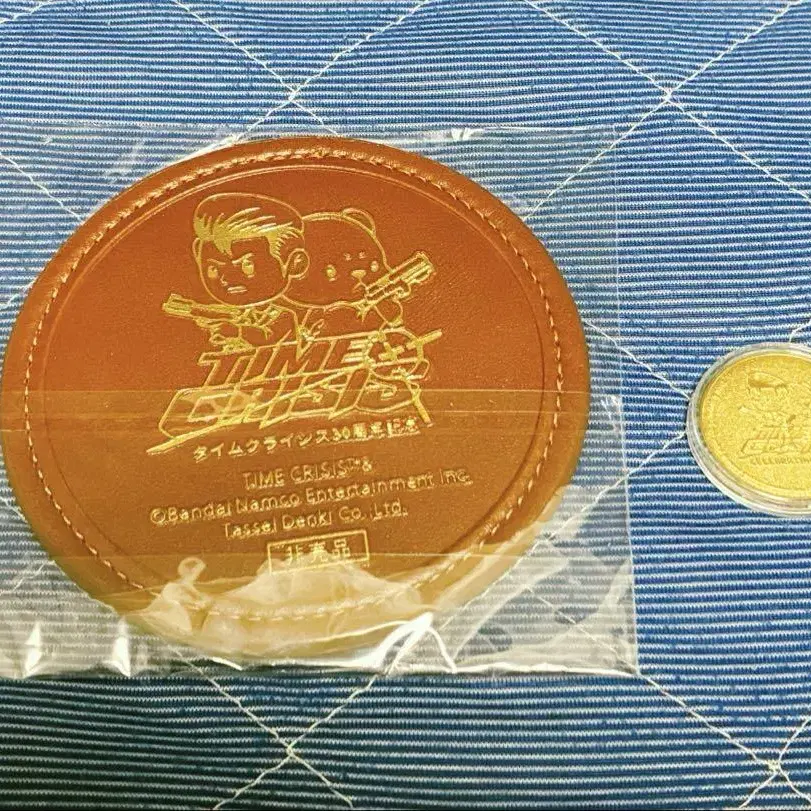 TIME
CRISIS
タイムクライシス30周年記念
TIME CRISIS™&
©Bandai Namco Entertainment Inc.
Tassei Denki Co., Ltd.
非売品